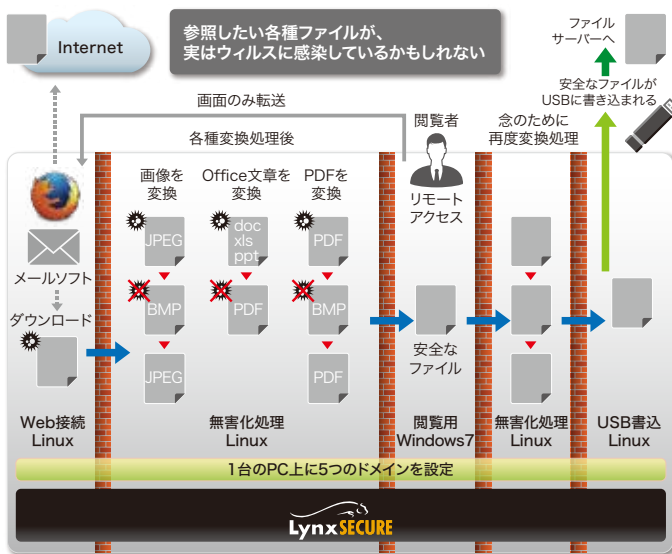 Internet
参照したい各種ファイルが、
実はウィルスに感染しているかもしれない
ファイル
サーバーへ
安全なファイルが
USBに書き込まれる
画面のみ転送
各種変換処理後
閲覧者
念のために
再度変換処理
リモート
アクセス
メールソフト
ダウンロード
画像を
変換
Office文章を
変換
PDFを
変換
JPEG
doc
xls
ppt
PDF
BMP
PDF
BMP
JPEG
PDF
安全な
ファイル
Web接続
Linux
無害化処理
Linux
閲覧用
Windows7
無害化処理
Linux
USB書込
Linux
1台のPC上に5つのドメインを設定
LynxSECURE